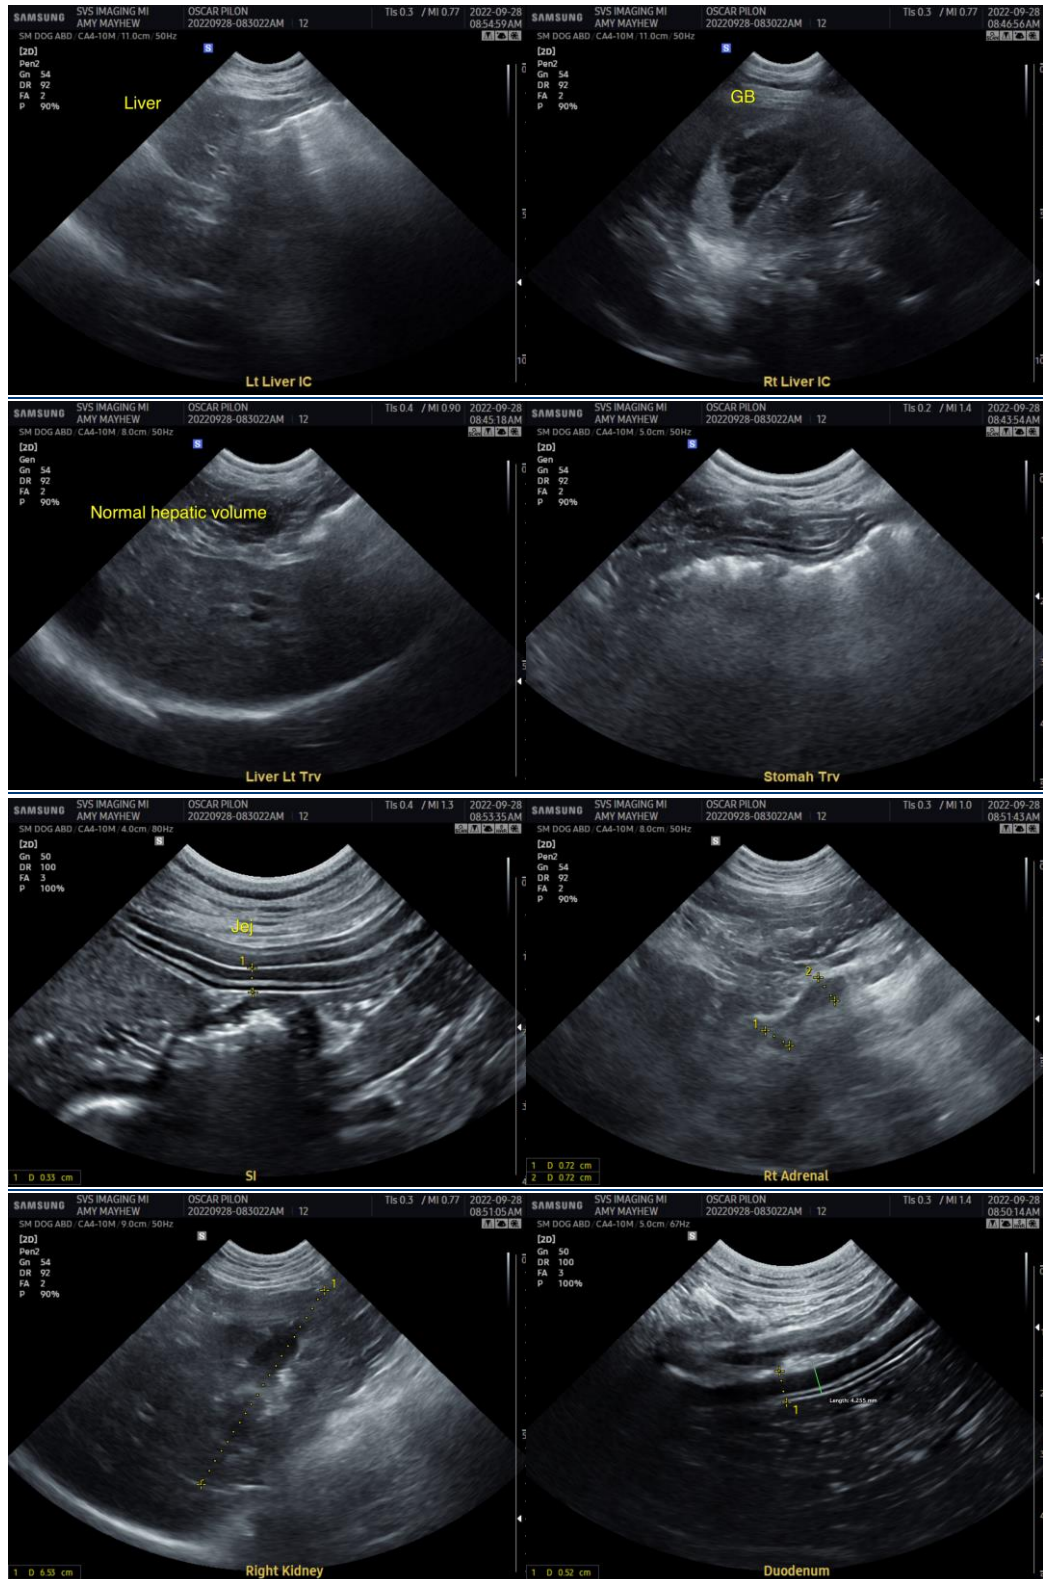 SAMSUNG SVS IMAGING MI OSCAR PILON TIs 0.3 / MI 0.77 2022-09-28
AMY MAYHEW 20220928-083022AM 12 08:54:59AM
SM DOG ABD / CA4-10M / 11.0cm / 50Hz
[2D]
Pen2
Gn 54
DR 92
FA 2
P 90%
S
Liver
Lt Liver IC
SAMSUNG SVS IMAGING MI OSCAR PILON TIs 0.3 / MI 0.77 2022-09-28
AMY MAYHEW 20220928-083022AM 12 08:46:56AM
SM DOG ABD / CA4-10M / 11.0cm / 50Hz
[2D]
Pen2
Gn 54
DR 92
FA 2
P 90%
S
GB
10
Rt Liver IC
SAMSUNG SVS IMAGING MI OSCAR PILON TIs 0.4 / MI 0.90 2022-09-28
AMY MAYHEW 20220928-083022AM 12 08:45:18AM
SM DOG ABD / CA4-10M / 8.0cm / 50Hz
[2D]
Gen
Gn 54
DR 92
FA 2
P 90%
S
Normal hepatic volume
Liver Lt Trv
SAMSUNG SVS IMAGING MI OSCAR PILON TIs 0.2 / MI 1.4 2022-09-28
AMY MAYHEW 20220928-083022AM 12 08:43:54AM
SM DOG ABD / CA4-10M / 5.0cm / 50Hz
[2D]
Gen
Gn 54
DR 92
FA 2
P 90%
S
Stomah Trv
SAMSUNG SVS IMAGING MI OSCAR PILON TIs 0.4 / MI 1.3 2022-09-28
AMY MAYHEW 20220928-083022AM 12 08:53:35AM
SM DOG ABD / CA4-10M / 4.0cm / 80Hz
[2D]
Gn 50
DR 100
FA 3
P 100%
S
Jej
1
1 D 0.33 cm
SI
SAMSUNG SVS IMAGING MI OSCAR PILON TIs 0.3 / MI 1.0 2022-09-28
AMY MAYHEW 20220928-083022AM 12 08:51:43AM
SM DOG ABD / CA4-10M / 8.0cm / 50Hz
[2D]
Pen2
Gn 54
DR 92
FA 2
P 90%
S
2
1
1 D 0.72 cm
2 D 0.72 cm
Rt Adrenal
SAMSUNG SVS IMAGING MI OSCAR PILON TIs 0.3 / MI 0.77 2022-09-28
AMY MAYHEW 20220928-083022AM 12 08:51:05AM
SM DOG ABD / CA4-10M / 9.0cm / 50Hz
[2D]
Pen2
Gn 54
DR 92
FA 2
P 90%
S
1
1 D 6.53 cm
Right Kidney
SAMSUNG SVS IMAGING MI OSCAR PILON TIs 0.3 / MI 1.4 2022-09-28
AMY MAYHEW 20220928-083022AM 12 08:50:14AM
SM DOG ABD / CA4-10M / 5.0cm / 67Hz
[2D]
Gn 50
DR 100
FA 3
P 100%
S
Length: 4.255 mm
1
1 D 0.52 cm
Duodenum